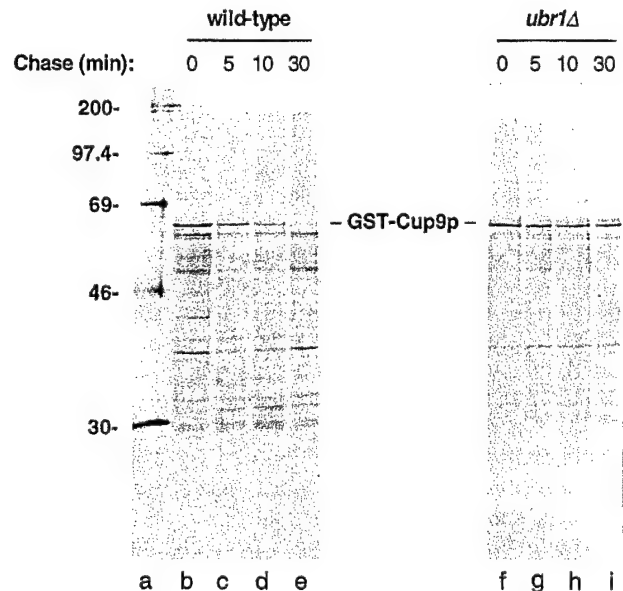 wild-type ubr1Δ
Chase (min): 0 5 10 30 0 5 10 30
200-
97.4-
69-
– GST-Cup9p –
46-
30-
a b c d e f g h i